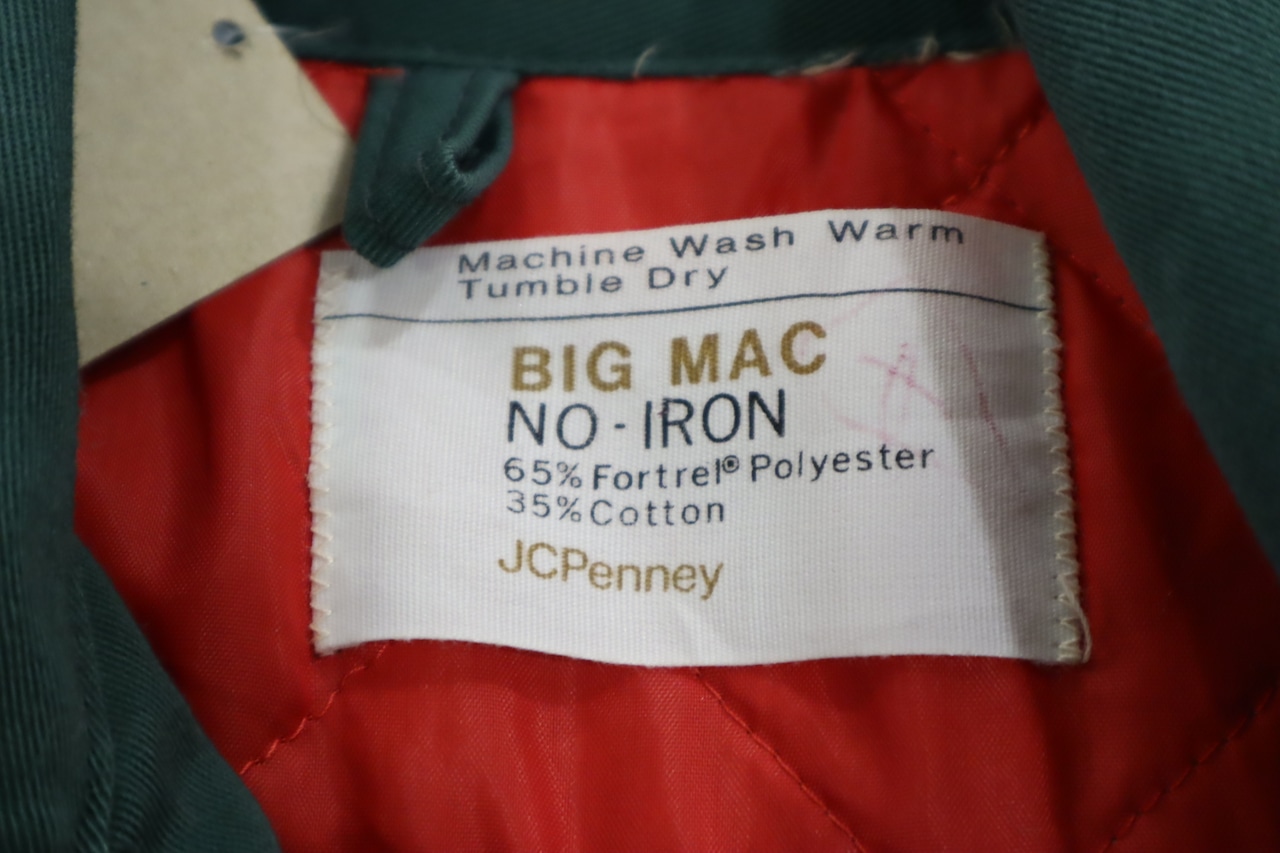 Machine Wash Warm
Tumble Dry
BIG MAC
NO-IRON
65% Fortrel® Polyester
35% Cotton
JCPenney